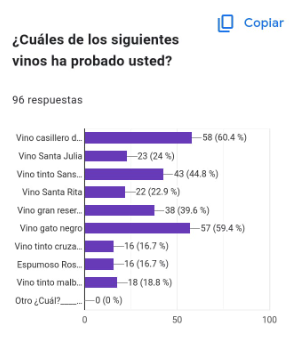 Copiar
¿Cuáles de los siguientes
vinos ha probado usted?
96 respuestas
Vino casillero d...
58 (60.4 %)
Vino Santa Julia
23 (24 %)
Vino tinto Sans...
43 (44.8 %)
Vino Santa Rita
22 (22.9 %)
Vino gran reser...
38 (39.6 %)
Vino gato negro
57 (59.4 %)
Vino tinto cruza...
16 (16.7 %)
Espumoso Ros...
16 (16.7 %)
Vino tinto malb...
18 (18.8 %)
Otro ¿Cuál?____...
0 (0 %)
0 50 100